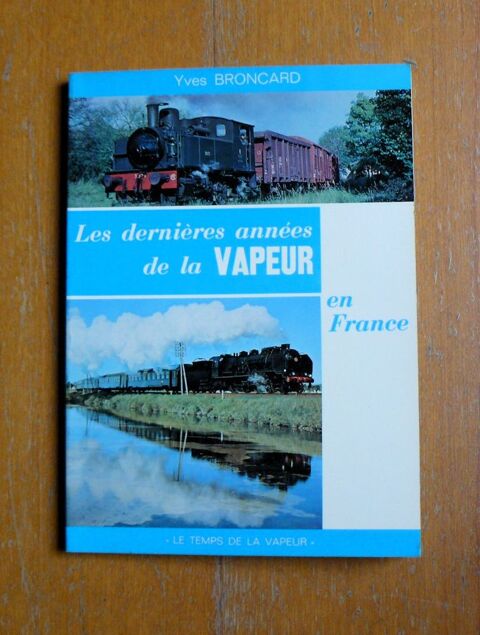 Yves BRONCARD
Les dernières années
de la VAPEUR
en
France
« LE TEMPS DE LA VAPEUR »